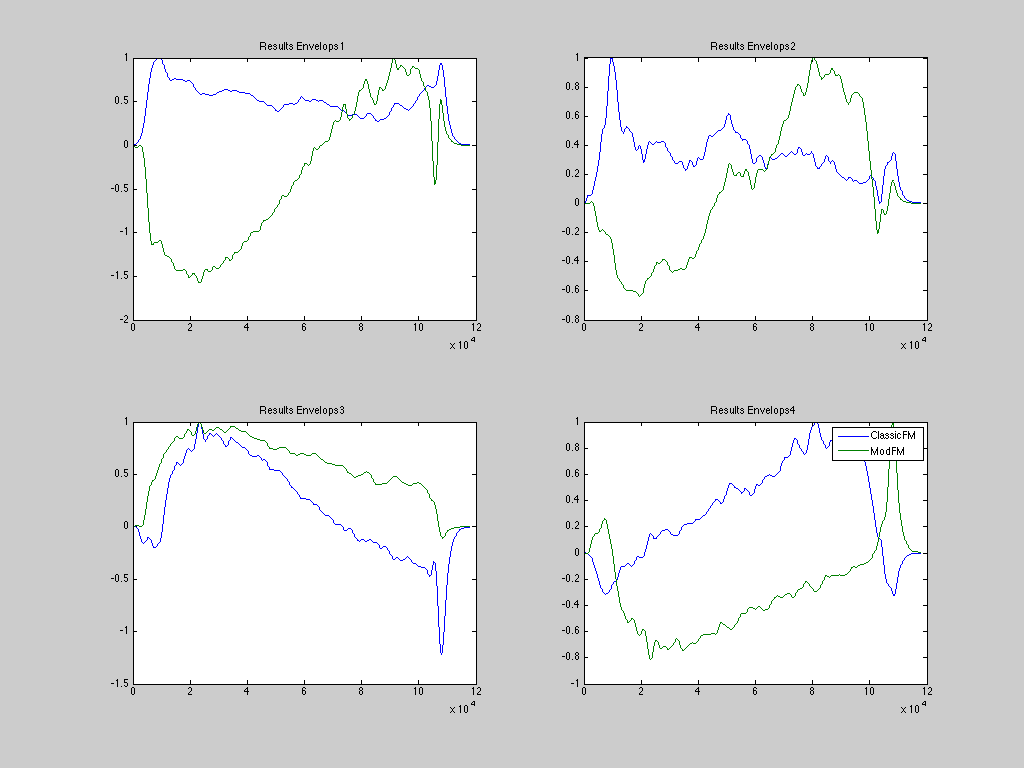 Results Envelops1
1
0.5
0
-0.5
-1
-1.5
-2
0 2 4 6 8 10 12
x 10^4
Results Envelops2
1
0.8
0.6
0.4
0.2
0
-0.2
-0.4
-0.6
-0.8
0 2 4 6 8 10 12
x 10^4
Results Envelops3
1
0.5
0
-0.5
-1
-1.5
0 2 4 6 8 10 12
x 10^4
Results Envelops4
1
0.8
0.6
0.4
0.2
0
-0.2
-0.4
-0.6
-0.8
-1
0 2 4 6 8 10 12
x 10^4
ClassicFM
ModFM